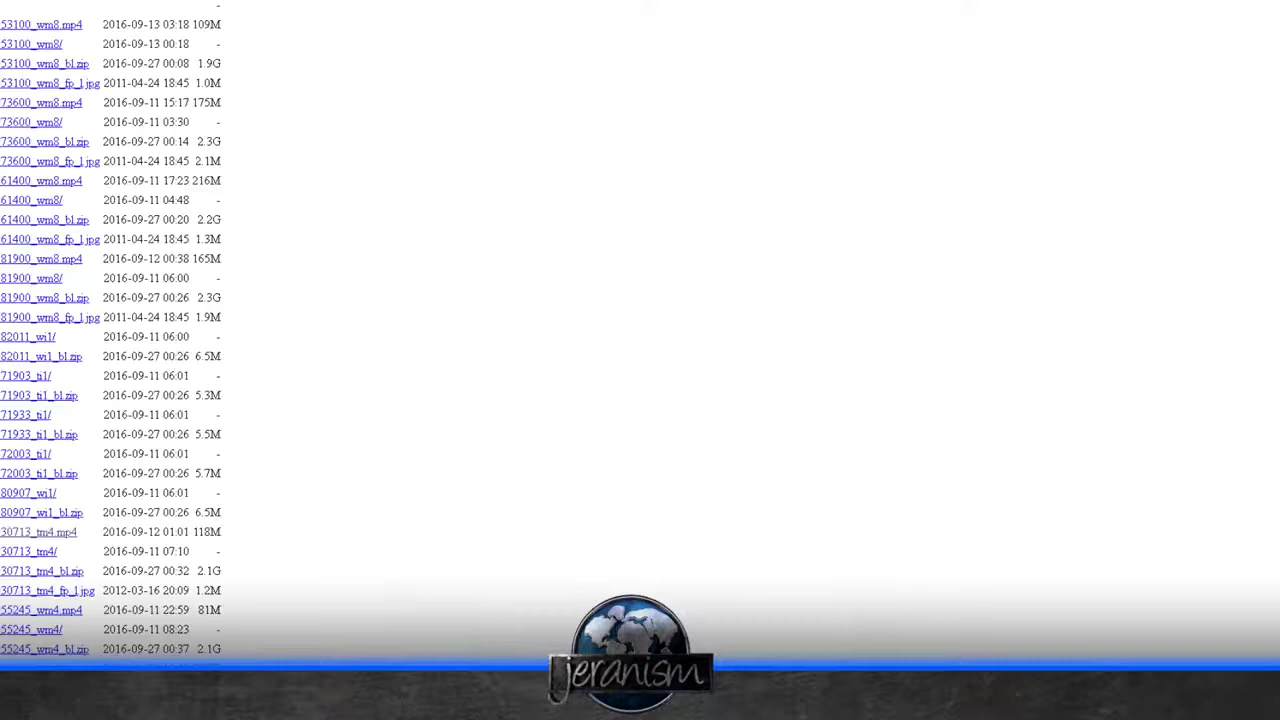 -
53100_wm8.mp4 2016-09-13 03:18 109M
53100_wm8/ 2016-09-13 00:18 -
53100_wm8_bl.zip 2016-09-27 00:08 1.9G
53100_wm8_fp_l.jpg 2011-04-24 18:45 1.0M
73600_wm8.mp4 2016-09-11 15:17 175M
73600_wm8/ 2016-09-11 03:30 -
73600_wm8_bl.zip 2016-09-27 00:14 2.3G
73600_wm8_fp_l.jpg 2011-04-24 18:45 2.1M
61400_wm8.mp4 2016-09-11 17:23 216M
61400_wm8/ 2016-09-11 04:48 -
61400_wm8_bl.zip 2016-09-27 00:20 2.2G
61400_wm8_fp_l.jpg 2011-04-24 18:45 1.3M
81900_wm8.mp4 2016-09-12 00:38 165M
81900_wm8/ 2016-09-11 06:00 -
81900_wm8_bl.zip 2016-09-27 00:26 2.3G
81900_wm8_fp_l.jpg 2011-04-24 18:45 1.9M
82011_wi1/ 2016-09-11 06:00 -
82011_wi1_bl.zip 2016-09-27 00:26 6.5M
71903_ti1/ 2016-09-11 06:01 -
71903_ti1_bl.zip 2016-09-27 00:26 5.3M
71933_ti1/ 2016-09-11 06:01 -
71933_ti1_bl.zip 2016-09-27 00:26 5.5M
72003_ti1/ 2016-09-11 06:01 -
72003_ti1_bl.zip 2016-09-27 00:26 5.7M
80907_wi1/ 2016-09-11 06:01 -
80907_wi1_bl.zip 2016-09-27 00:26 6.5M
30713_tm4.mp4 2016-09-12 01:01 118M
30713_tm4/ 2016-09-11 07:10 -
30713_tm4_bl.zip 2016-09-27 00:32 2.1G
30713_tm4_fp_l.jpg 2012-03-16 20:09 1.2M
55245_wm4.mp4 2016-09-11 22:59 81M
55245_wm4/ 2016-09-11 08:23 -
55245_wm4_bl.zip 2016-09-27 00:37 2.1G
jeranism